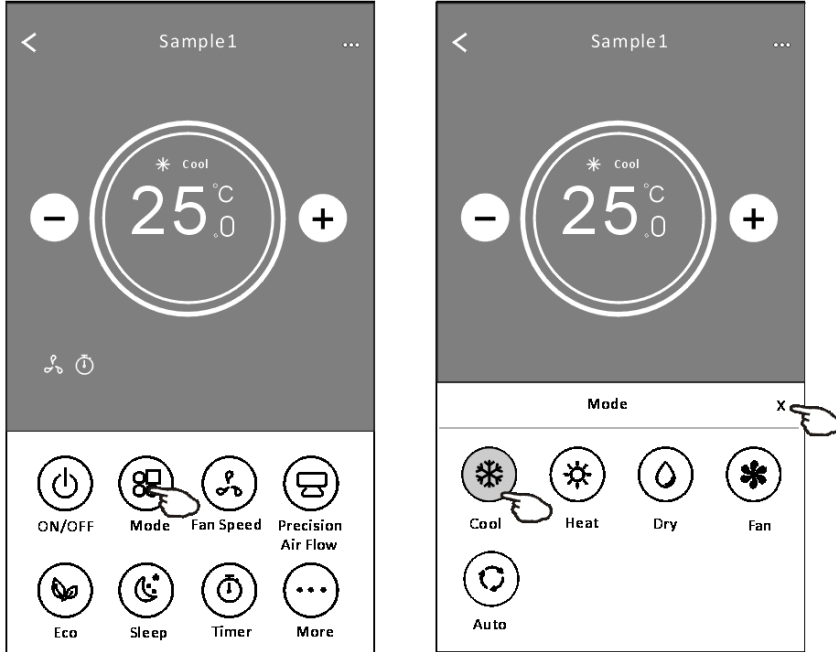 Sample1
...
Cool
25 °C
.0
ON/OFF
Mode
Fan Speed
Precision
Air Flow
Eco
Sleep
Timer
More
Sample1
...
Cool
25 °C
.0
Mode
X
Cool
Heat
Dry
Fan
Auto